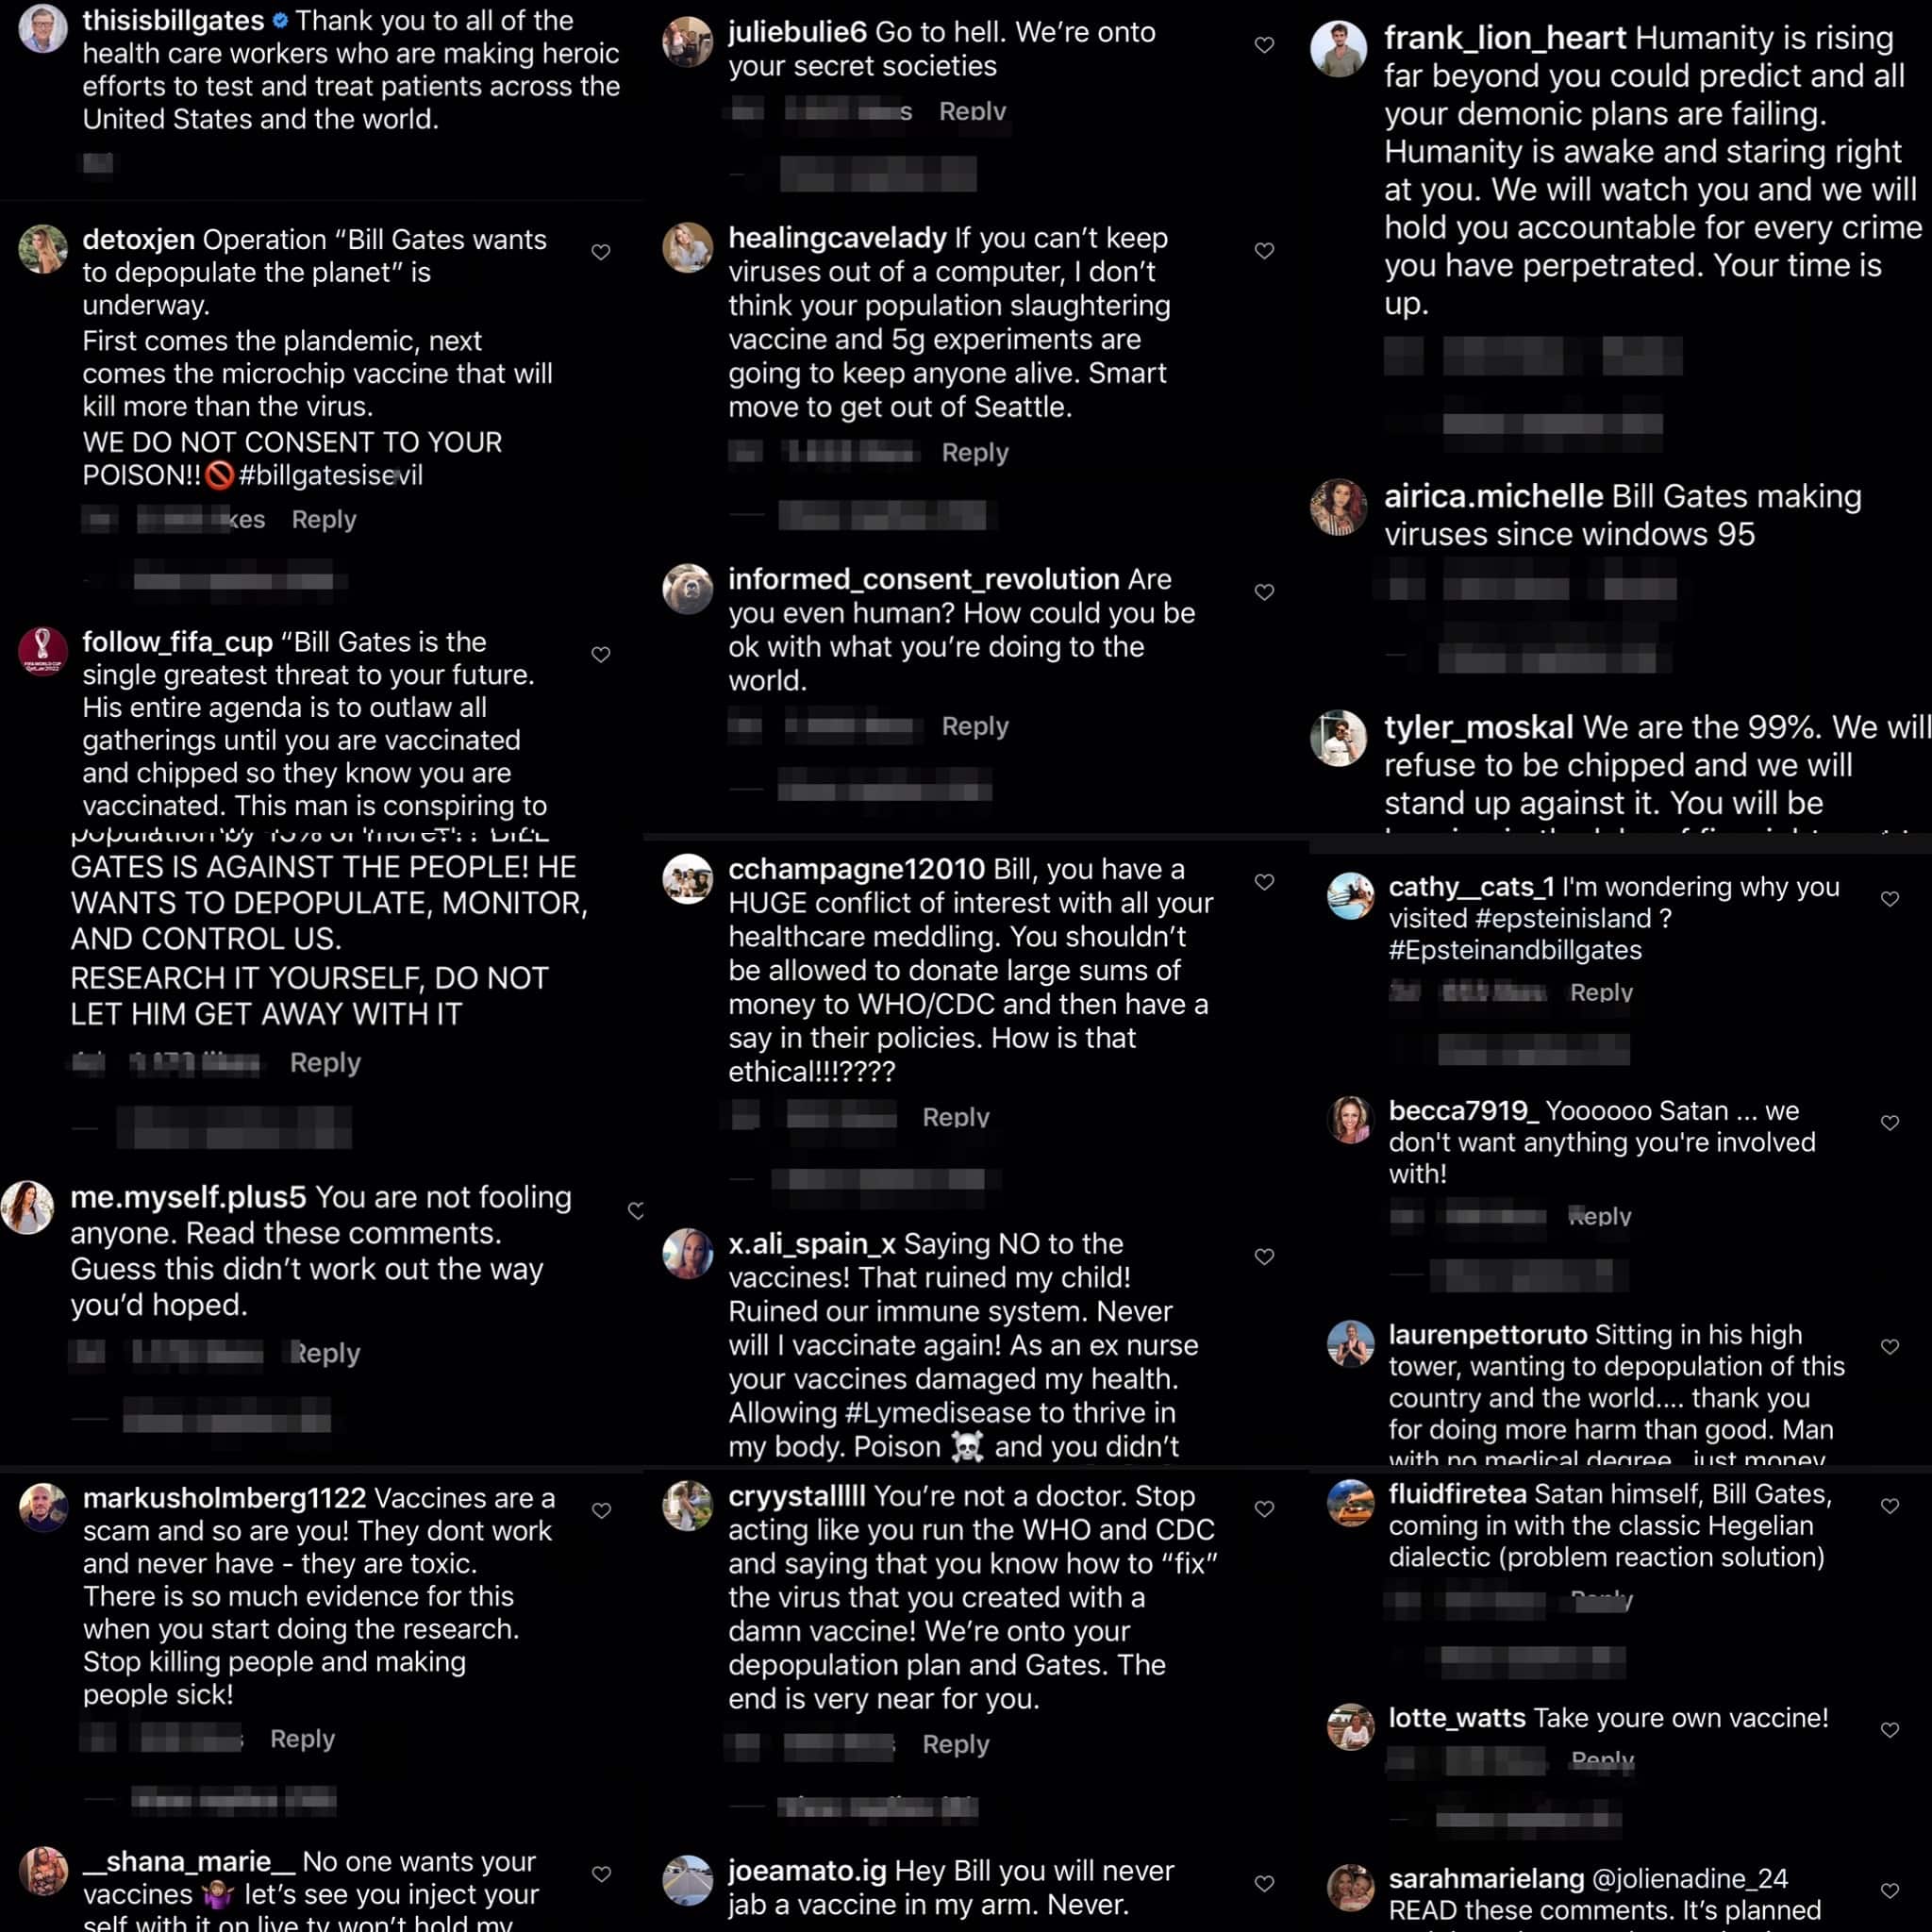 thisisbillgates Thank you to all of the
health care workers who are making heroic
efforts to test and treat patients across the
United States and the world.
detoxjen Operation “Bill Gates wants
to depopulate the planet” is
underway.
First comes the plandemic, next
comes the microchip vaccine that will
kill more than the virus.
WE DO NOT CONSENT TO YOUR
POISON!!🚫 #billgatesisevil
Reply
follow_fifa_cup “Bill Gates is the
single greatest threat to your future.
His entire agenda is to outlaw all
gatherings until you are vaccinated
and chipped so they know you are
vaccinated. This man is conspiring to
GATES IS AGAINST THE PEOPLE! HE
WANTS TO DEPOPULATE, MONITOR,
AND CONTROL US.
RESEARCH IT YOURSELF, DO NOT
LET HIM GET AWAY WITH IT
Reply
me.myself.plus5 You are not fooling
anyone. Read these comments.
Guess this didn’t work out the way
you’d hoped.
Reply
markusholmberg1122 Vaccines are a
scam and so are you! They dont work
and never have - they are toxic.
There is so much evidence for this
when you start doing the research.
Stop killing people and making
people sick!
Reply
__shana_marie__ No one wants your
vaccines 🤷🏽‍♀️ let’s see you inject your
self with it on live tv won’t hold my
juliebulie6 Go to hell. We’re onto
your secret societies
Reply
healingcavelady If you can’t keep
viruses out of a computer, I don’t
think your population slaughtering
vaccine and 5g experiments are
going to keep anyone alive. Smart
move to get out of Seattle.
Reply
informed_consent_revolution Are
you even human? How could you be
ok with what you’re doing to the
world.
Reply
cchampagne12010 Bill, you have a
HUGE conflict of interest with all your
healthcare meddling. You shouldn’t
be allowed to donate large sums of
money to WHO/CDC and then have a
say in their policies. How is that
ethical!!!????
Reply
x.ali_spain_x Saying NO to the
vaccines! That ruined my child!
Ruined our immune system. Never
will I vaccinate again! As an ex nurse
your vaccines damaged my health.
Allowing #Lymedisease to thrive in
my body. Poison ☠️ and you didn’t
cryystalllll You’re not a doctor. Stop
acting like you run the WHO and CDC
and saying that you know how to “fix”
the virus that you created with a
damn vaccine! We’re onto your
depopulation plan and Gates. The
end is very near for you.
Reply
joeamato.ig Hey Bill you will never
jab a vaccine in my arm. Never.
frank_lion_heart Humanity is rising
far beyond you could predict and all
your demonic plans are failing.
Humanity is awake and staring right
at you. We will watch you and we will
hold you accountable for every crime
you have perpetrated. Your time is
up.
airica.michelle Bill Gates making
viruses since windows 95
tyler_moskal We are the 99%. We will
refuse to be chipped and we will
stand up against it. You will be
cathy__cats_1 I'm wondering why you
visited #epsteinisland ?
#Epsteinandbillgates
Reply
becca7919_ Yoooooo Satan ... we
don't want anything you're involved
with!
Reply
laurenpettoruto Sitting in his high
tower, wanting to depopulation of this
country and the world.... thank you
for doing more harm than good. Man
with no medical degree.. just money
fluidfiretea Satan himself, Bill Gates,
coming in with the classic Hegelian
dialectic (problem reaction solution)
Reply
lotte_watts Take youre own vaccine!
Reply
sarahmarielang @jolienadine_24
READ these comments. It’s planned